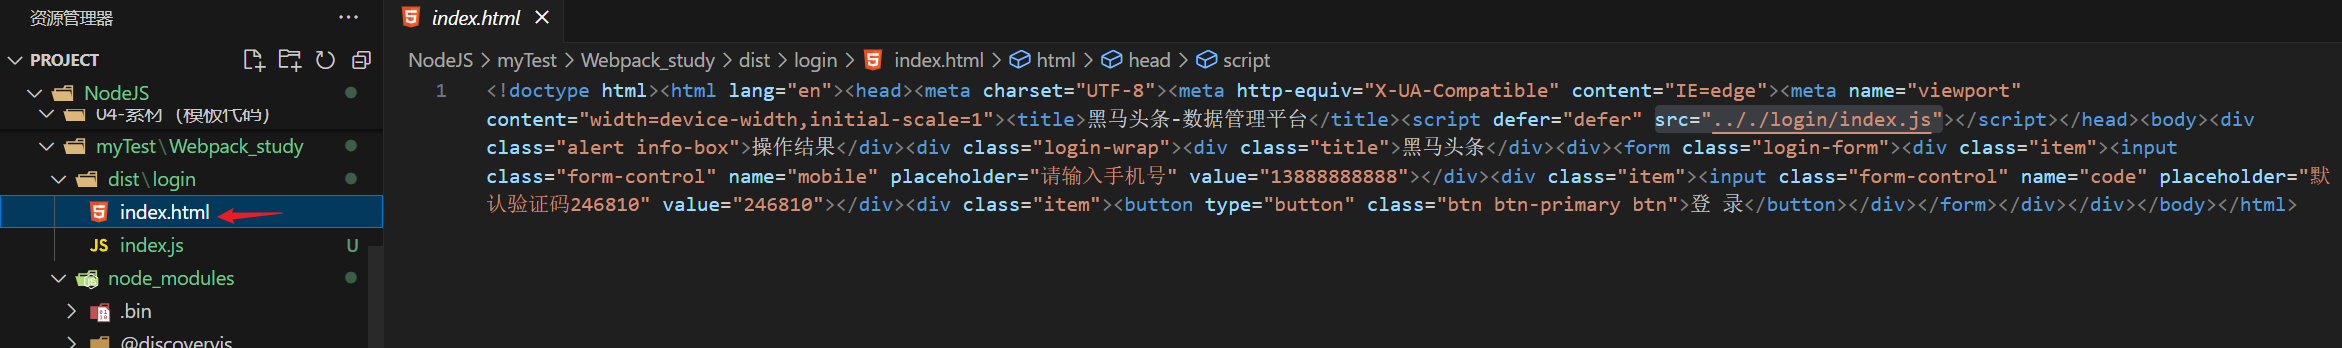 资源管理器
PROJECT
NodeJS
04-素材（模板代码）
myTest\Webpack_study
dist\login
index.html
JS index.js U
node_modules
.bin
@discoveryjs
index.html
NodeJS > myTest > Webpack_study > dist > login > index.html > html > head > script
1 <!doctype html><html lang="en"><head><meta charset="UTF-8"><meta http-equiv="X-UA-Compatible" content="IE=edge"><meta name="viewport"
content="width=device-width,initial-scale=1"><title>黑马头条-数据管理平台</title><script defer="defer" src=".././login/index.js"></script></head><body><div
class="alert info-box">操作结果</div><div class="login-wrap"><div class="title">黑马头条</div><div><form class="login-form"><div class="item"><input
class="form-control" name="mobile" placeholder="请输入手机号" value="13888888888"></div><div class="item"><input class="form-control" name="code" placeholder="默
认验证码246810" value="246810"></div><div class="item"><button type="button" class="btn btn-primary btn">登 录</button></div></form></div></div></body></html>